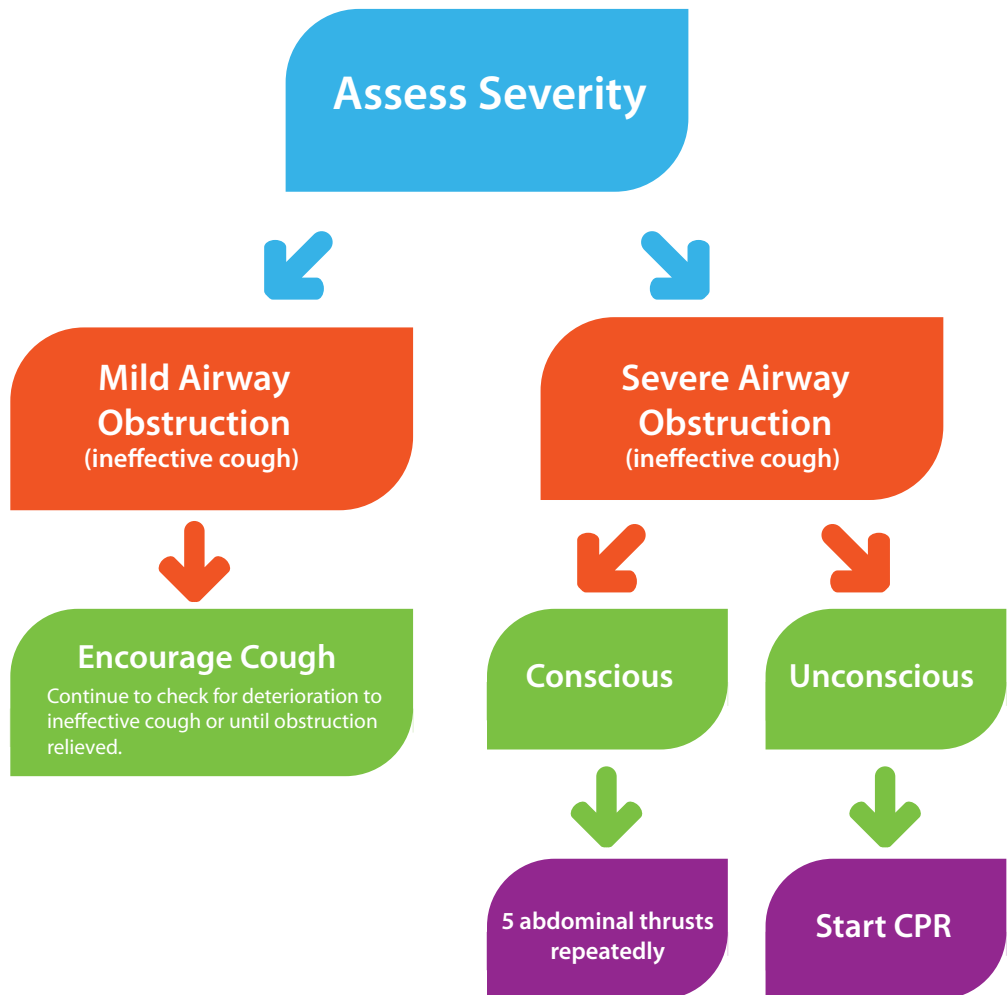 Assess Severity
Mild Airway
Obstruction
(ineffective cough)
Severe Airway
Obstruction
(ineffective cough)
Encourage Cough
Continue to check for deterioration to
ineffective cough or until obstruction
relieved.
Conscious
Unconscious
5 abdominal thrusts
repeatedly
Start CPR